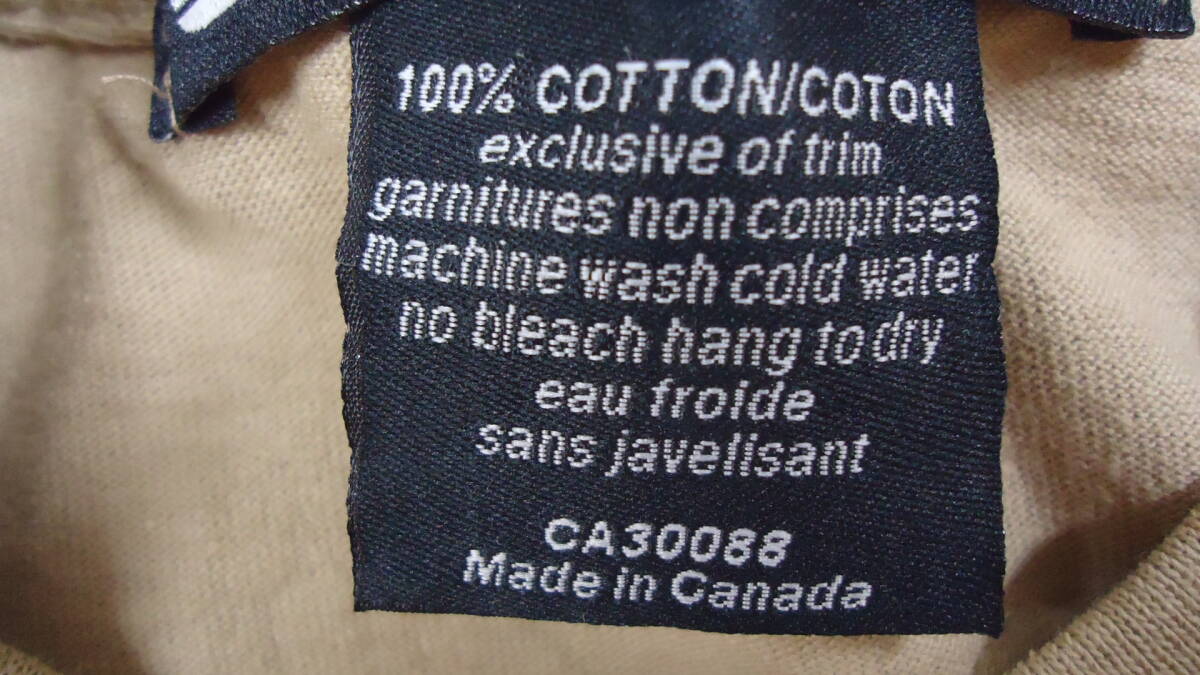 100% COTTON/COTON
exclusive of trim
garnitures non comprises
machine wash cold water
no bleach hang to dry
eau froide
sans javelisant
CA30088
Made in Canada